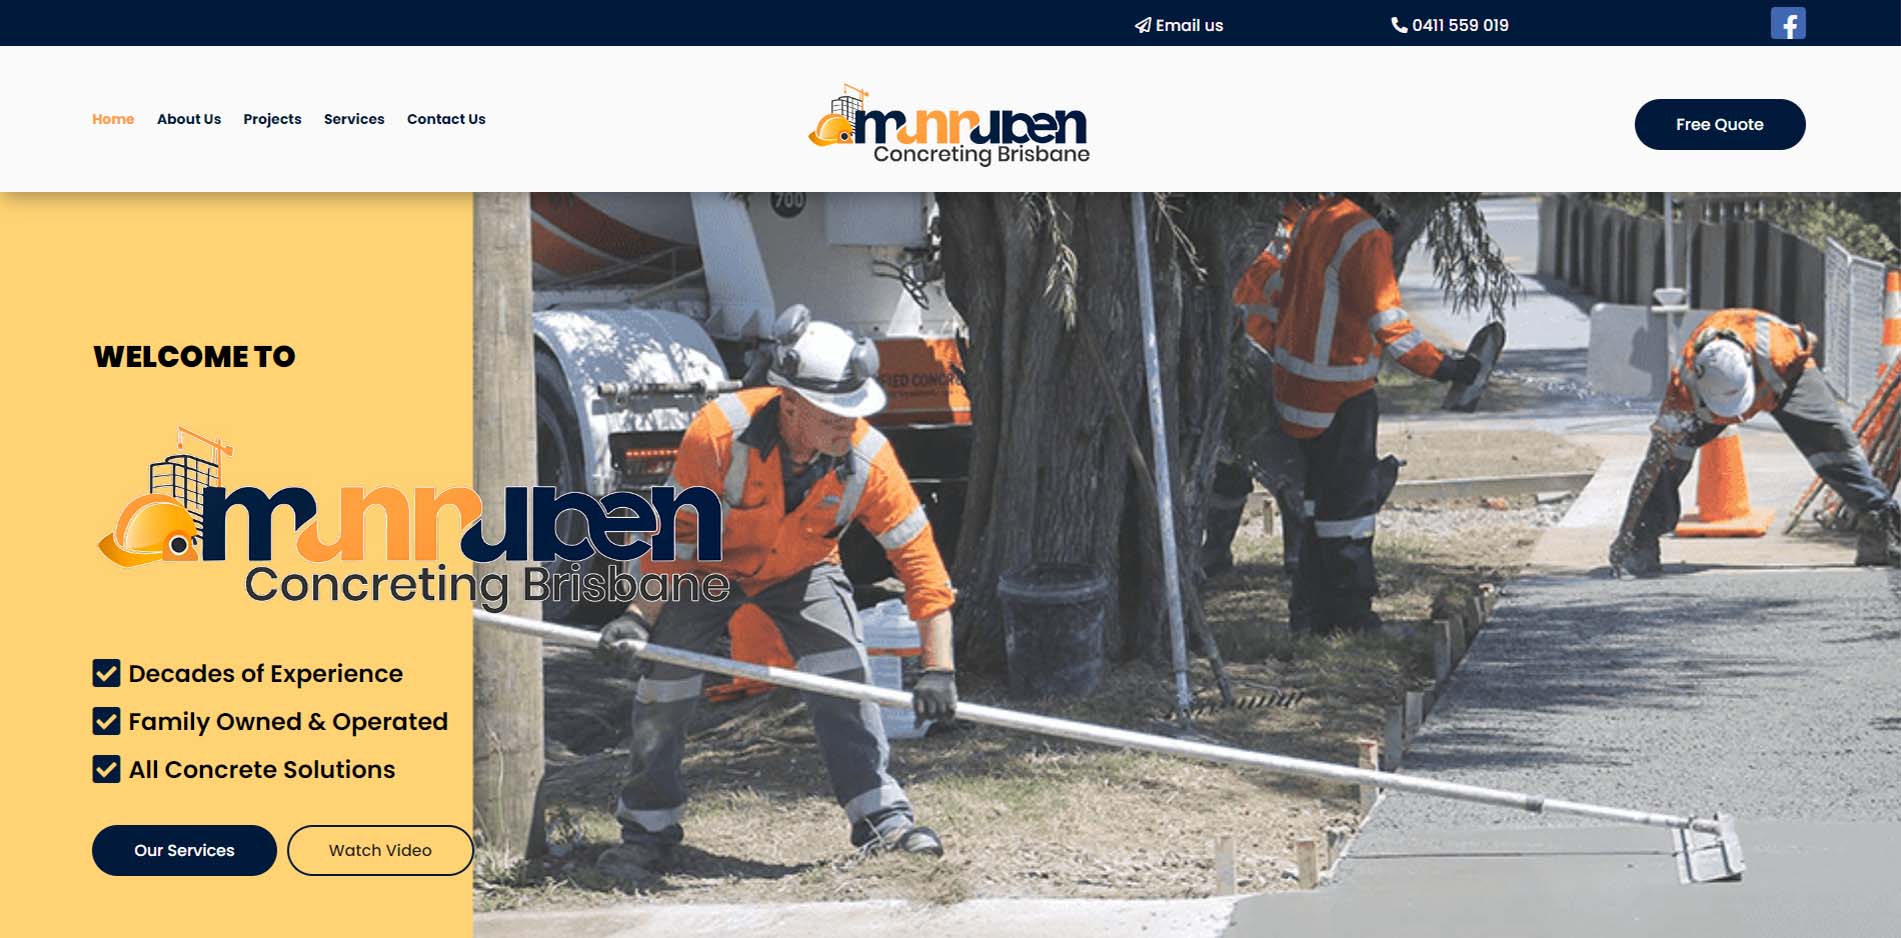 Email us
0411 559 019
Home
About Us
Projects
Services
Contact Us
munruben
Concreting Brisbane
Free Quote
700
WELCOME TO
munruben
Concreting Brisbane
Decades of Experience
Family Owned & Operated
All Concrete Solutions
Our Services
Watch Video